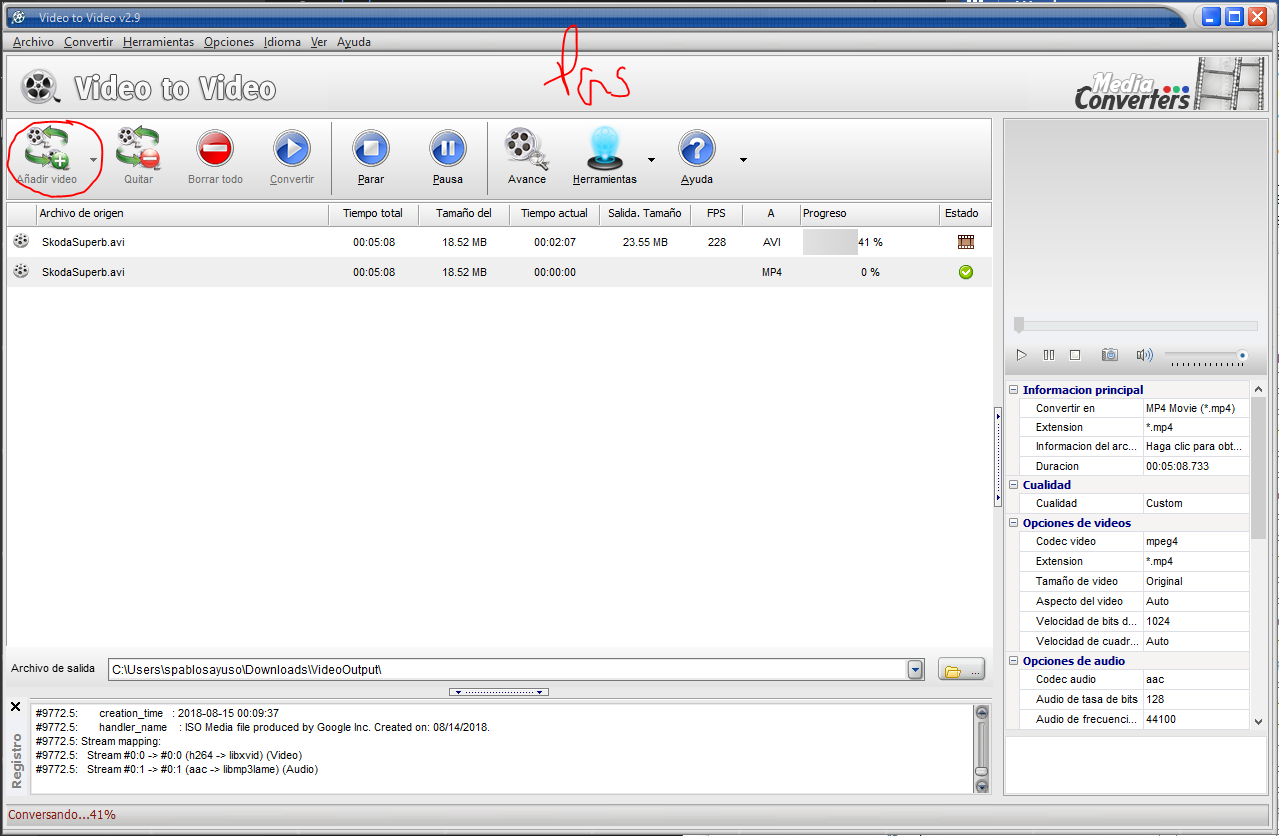 Video to Video v2.9
Archivo Convertir Herramientas Opciones Idioma Ver Ayuda
Video to Video
Media
Converters
Añadir video Quitar Borrar todo Convertir Parar Pausa Avance Herramientas Ayuda
Archivo de origen Tiempo total Tamaño del Tiempo actual Salida. Tamaño FPS A Progreso Estado
SkodaSuperb.avi 00:05:08 18.52 MB 00:02:07 23.55 MB 228 AVI 41 %
SkodaSuperb.avi 00:05:08 18.52 MB 00:00:00 MP4 0 %
Informacion principal
Convertir en MP4 Movie (*.mp4)
Extension *.mp4
Informacion del arc... Haga clic para obt...
Duracion 00:05:08.733
Cualidad
Cualidad Custom
Opciones de videos
Codec video mpeg4
Extension *.mp4
Tamaño de video Original
Aspecto del video Auto
Velocidad de bits d... 1024
Velocidad de cuadr... Auto
Opciones de audio
Codec audio aac
Audio de tasa de bits 128
Audio de frecuenci... 44100
Archivo de salida C:\Users\spablosayuso\Downloads\VideoOutput\ ...
Registro
#9772.5: creation_time : 2018-08-15 00:09:37
#9772.5: handler_name : ISO Media file produced by Google Inc. Created on: 08/14/2018.
#9772.5: Stream mapping:
#9772.5: Stream #0:0 -> #0:0 (h264 -> libxvid) (Video)
#9772.5: Stream #0:1 -> #0:1 (aac -> libmp3lame) (Audio)
Conversando...41%